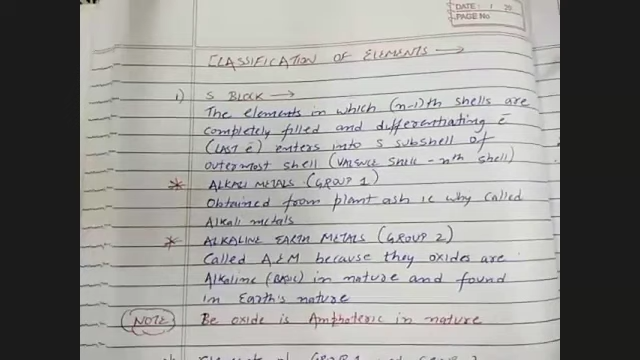 DATE: / 20
PAGE No
CLASSIFICATION OF ELEMENTS →
i) S BLOCK →
The elements in which (n-1)th shells are
completely filled and differentiating ē
(LAST ē) enters into S subshell of
outermost shell (VALENCE SHELL - nth shell)
* ALKALI METALS (GROUP 1)
Obtained from plant ash ie why called
Alkali metals
* ALKALINE EARTH METALS (GROUP 2)
Called AEM because they oxides are
Alkaline (BASIC) in nature and found
in Earth's nature
NOTE Be oxide is Amphoteric in nature